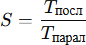 S = T_посл / T_парал